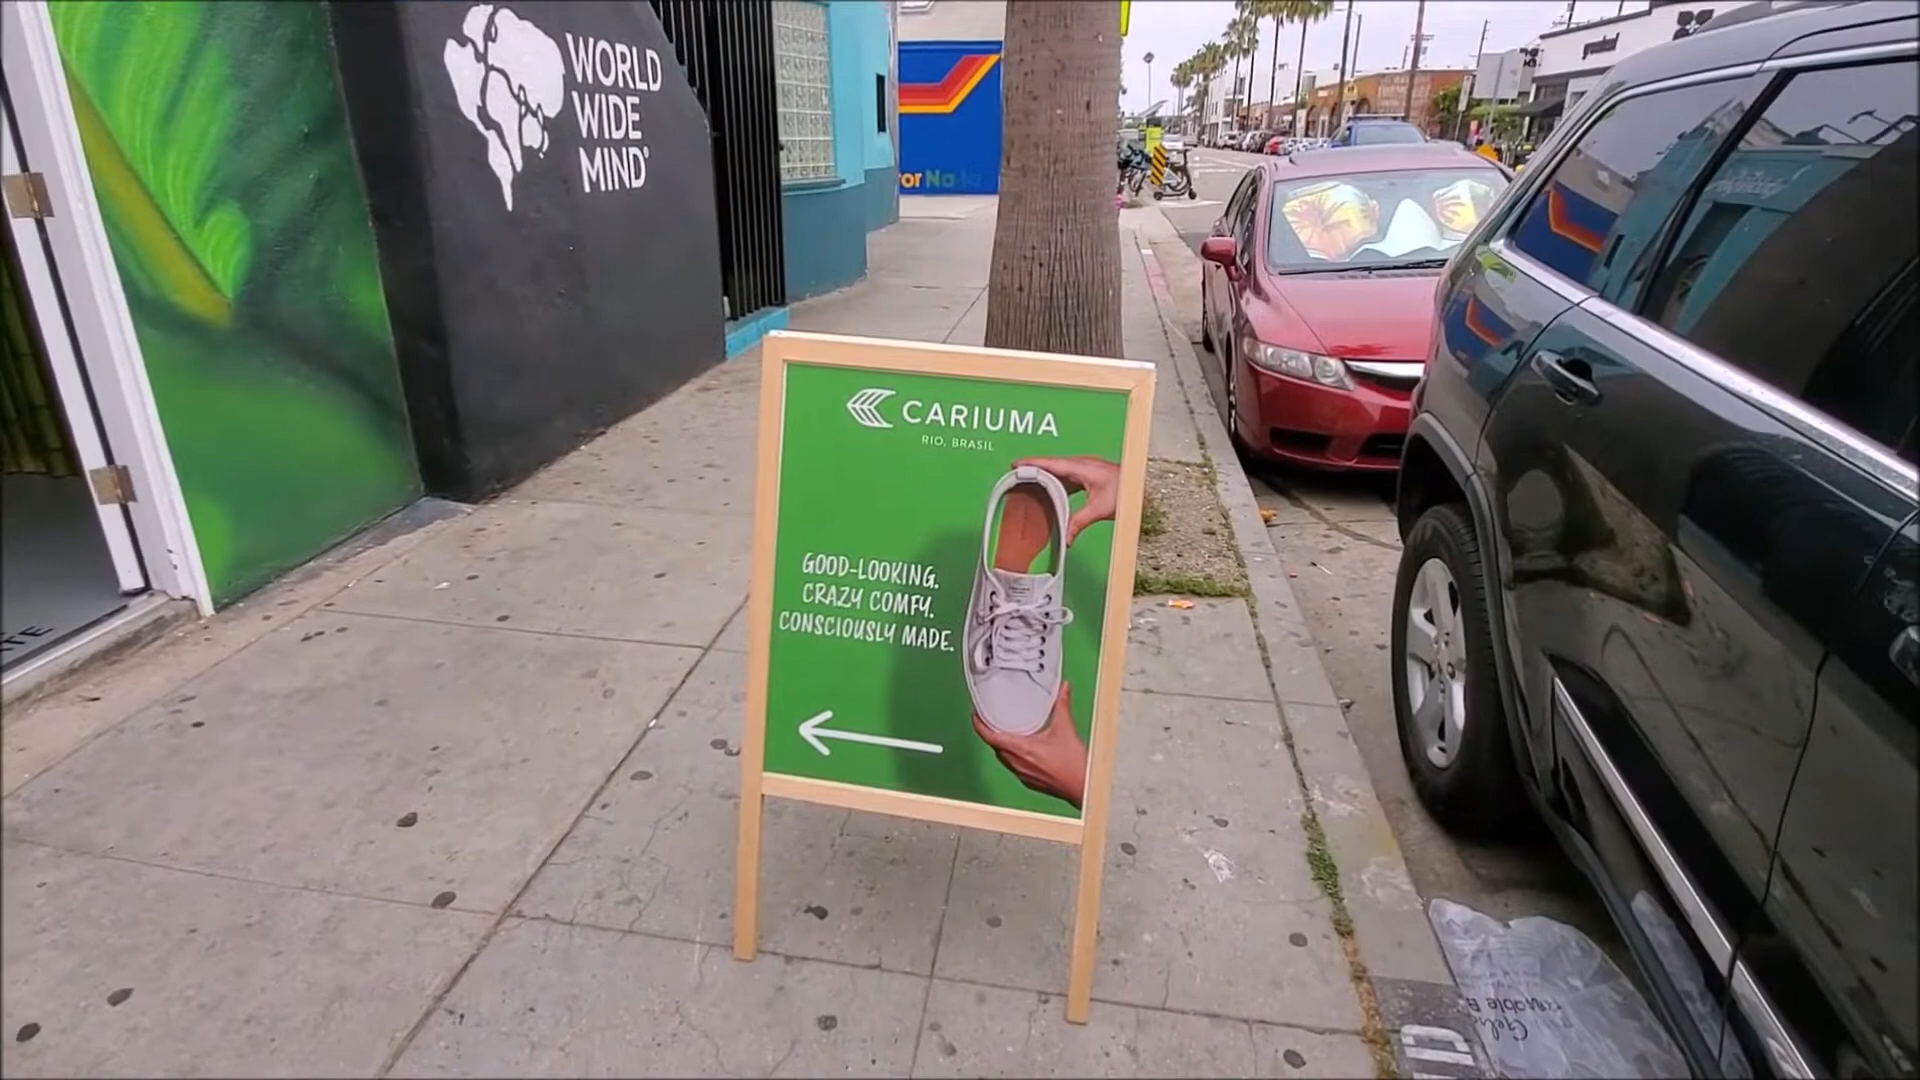 WORLD
WIDE
MIND
CARIUMA
RIO, BRASIL
GOOD-LOOKING.
CRAZY COMFY.
CONSCIOUSLY MADE.